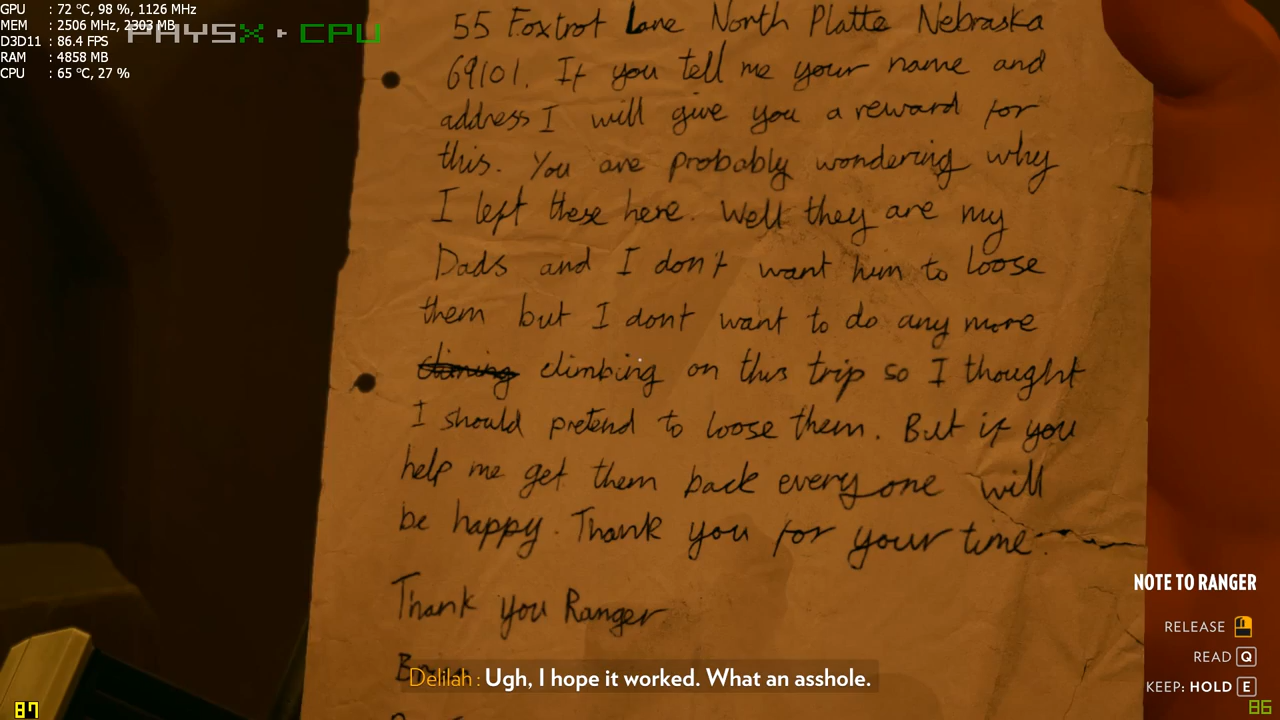 GPU : 72 °C, 98 %, 1126 MHz
MEM : 2506 MHz, 2303 MB
D3D11 : 86.4 FPS
RAM : 4858 MB
CPU : 65 °C, 27 %
PHYSX ▸ CPU
55 Foxtrot Lane North Platte Nebraska
69101. If you tell me your name and
address I will give you a reward for
this. You are probably wondering why
I left these here. Well they are my
Dads and I don't want him to loose
them but I dont want to do any more
climing climbing on this trip so I thought
I should pretend to loose them. But if you
help me get them back everyone will
be happy. Thank you for your time.
Thank you Ranger
Delilah : Ugh, I hope it worked. What an asshole.
NOTE TO RANGER
RELEASE
READ Q
KEEP: HOLD E
87
86